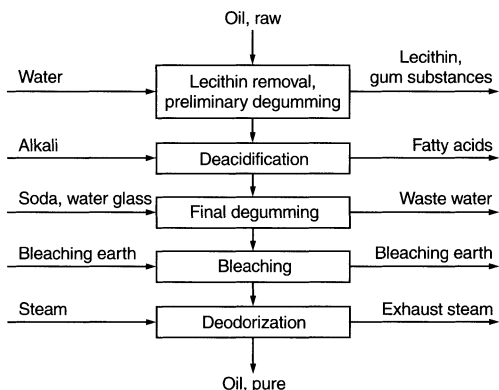 Oil, raw
Lecithin,
gum substances
Water
Lecithin removal,
preliminary degumming
Alkali
Deacidification
Fatty acids
Soda, water glass
Final degumming
Waste water
Bleaching earth
Bleaching
Bleaching earth
Steam
Deodorization
Exhaust steam
Oil, pure